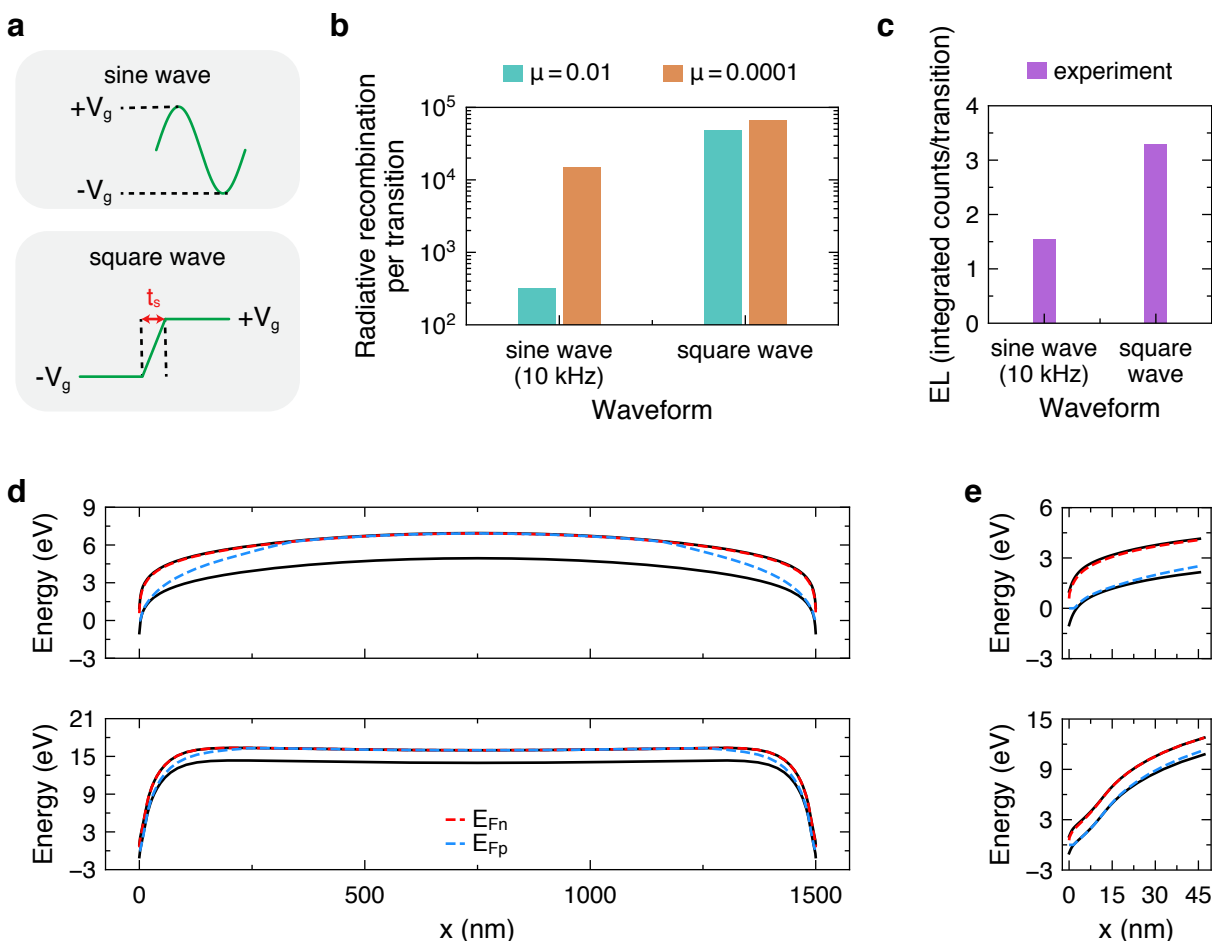 a
sine wave
+Vg
-Vg
square wave
ts
+Vg
-Vg
b
μ = 0.01
μ = 0.0001
Radiative recombination
per transition
10^5
10^4
10^3
10^2
sine wave
(10 kHz)
square wave
Waveform
c
experiment
EL (integrated counts/transition)
4
3
2
1
0
sine wave
(10 kHz)
square
wave
Waveform
d
Energy (eV)
9
6
3
0
−3
Energy (eV)
21
15
9
3
−3
E_Fn
E_Fp
0
500
1000
1500
x (nm)
e
Energy (eV)
6
3
0
−3
Energy (eV)
15
9
3
−3
0
15
30
45
x (nm)